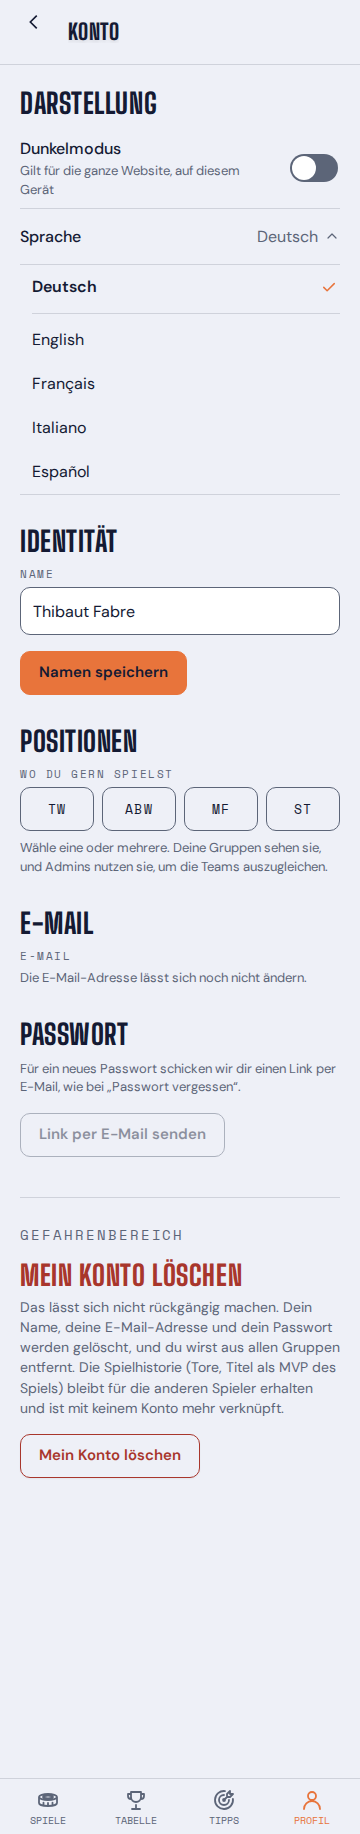 KONTO
DARSTELLUNG
Dunkelmodus
Gilt für die ganze Website, auf diesem
Gerät
Sprache
Deutsch
Deutsch
English
Français
Italiano
Español
IDENTITÄT
NAME
Thibaut Fabre
Namen speichern
POSITIONEN
WO DU GERN SPIELST
TW
ABW
MF
ST
Wähle eine oder mehrere. Deine Gruppen sehen sie,
und Admins nutzen sie, um die Teams auszugleichen.
E-MAIL
E-MAIL
Die E-Mail-Adresse lässt sich noch nicht ändern.
PASSWORT
Für ein neues Passwort schicken wir dir einen Link per
E-Mail, wie bei „Passwort vergessen“.
Link per E-Mail senden
GEFAHRENBEREICH
MEIN KONTO LÖSCHEN
Das lässt sich nicht rückgängig machen. Dein
Name, deine E-Mail-Adresse und dein Passwort
werden gelöscht, und du wirst aus allen Gruppen
entfernt. Die Spielhistorie (Tore, Titel als MVP des
Spiels) bleibt für die anderen Spieler erhalten
und ist mit keinem Konto mehr verknüpft.
Mein Konto löschen
SPIELE
TABELLE
TIPPS
PROFIL